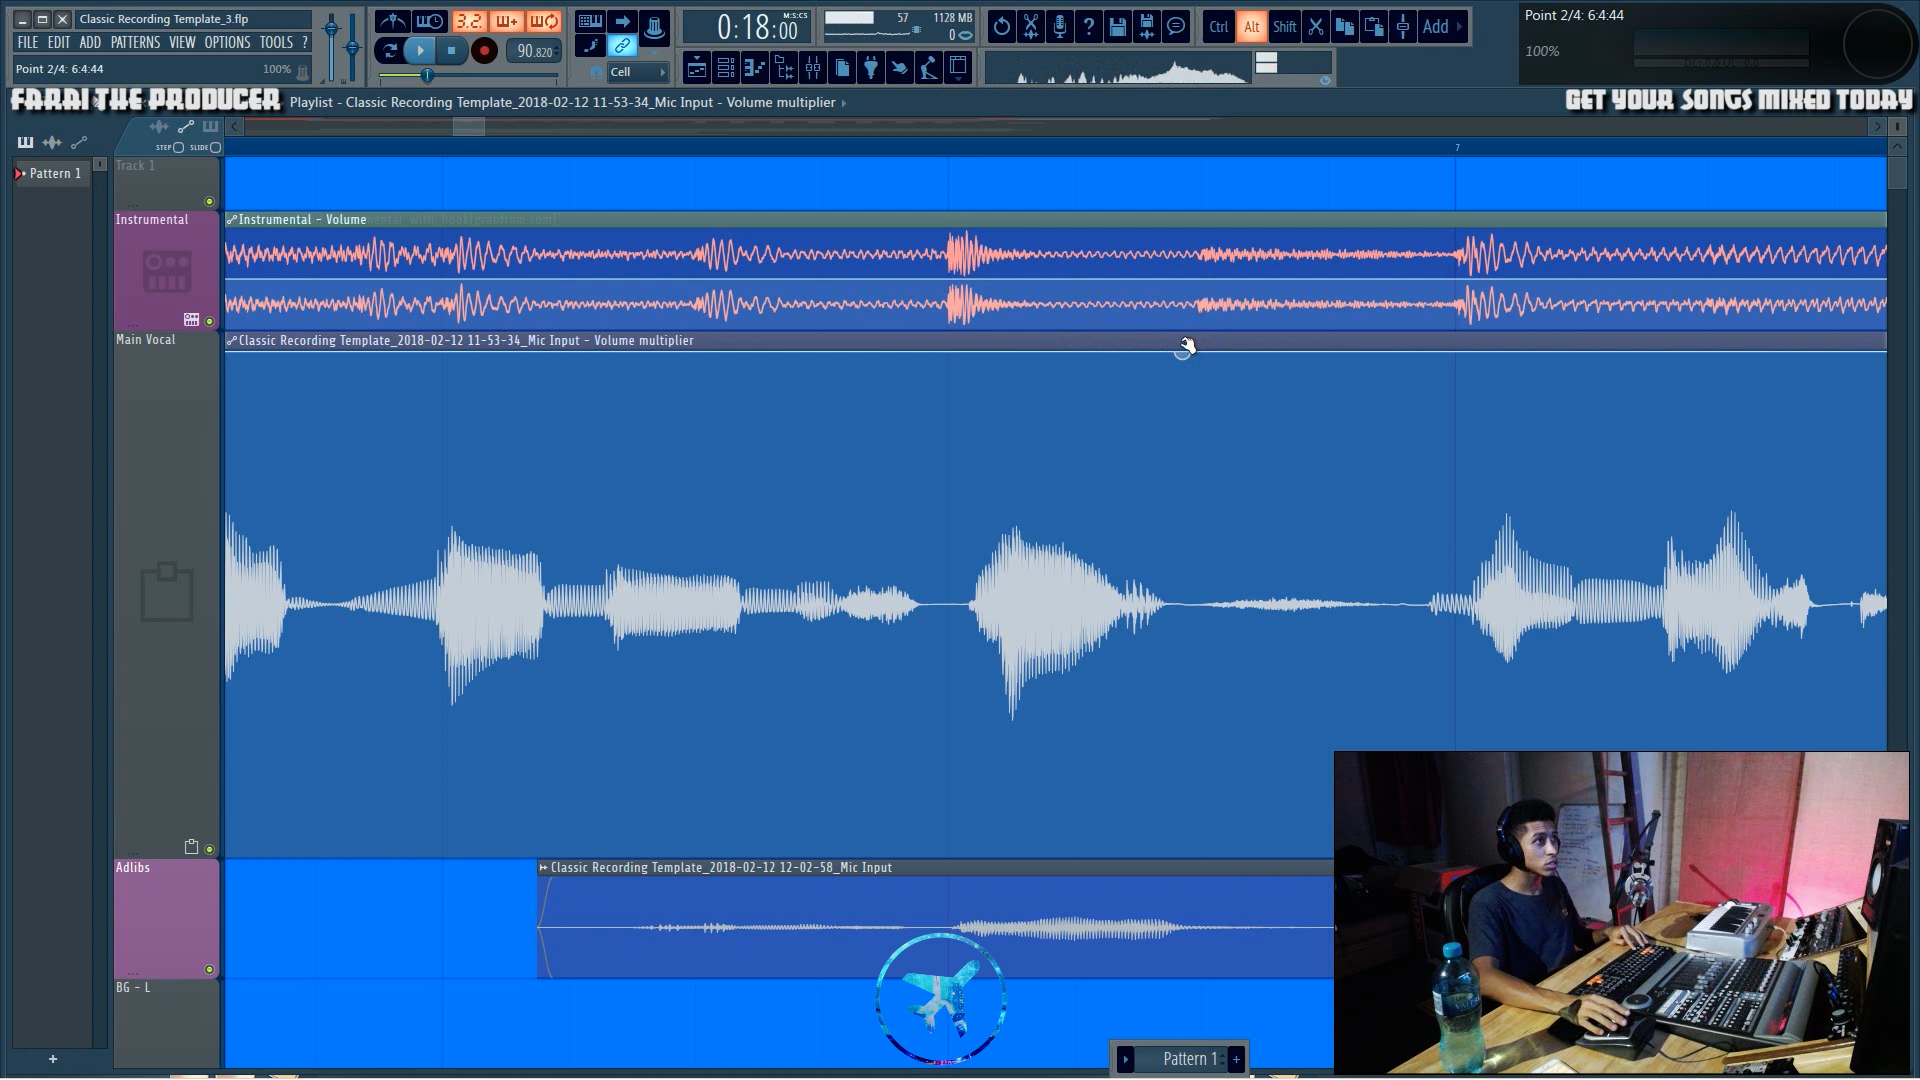 Classic Recording Template_3.flp
FILE EDIT ADD PATTERNS VIEW OPTIONS TOOLS ?
Point 2/4: 6:4:44 100%
3.2.
90.820
Cell
0:18:00
M:S:CS
57 1128 MB
0
Ctrl Alt Shift
Add
Point 2/4: 6:4:44
100%
FARAI THE PRODUCER
Playlist - Classic Recording Template_2018-02-12 11-53-34_Mic Input - Volume multiplier
GET YOUR SONGS MIXED TODAY
STEP SLIDE
7
Pattern 1
Track 1
Instrumental
Instrumental - Volume
Main Vocal
Classic Recording Template_2018-02-12 11-53-34_Mic Input - Volume multiplier
Adlibs
Classic Recording Template_2018-02-12 12-02-58_Mic Input
BG - L
+
Pattern 1 +